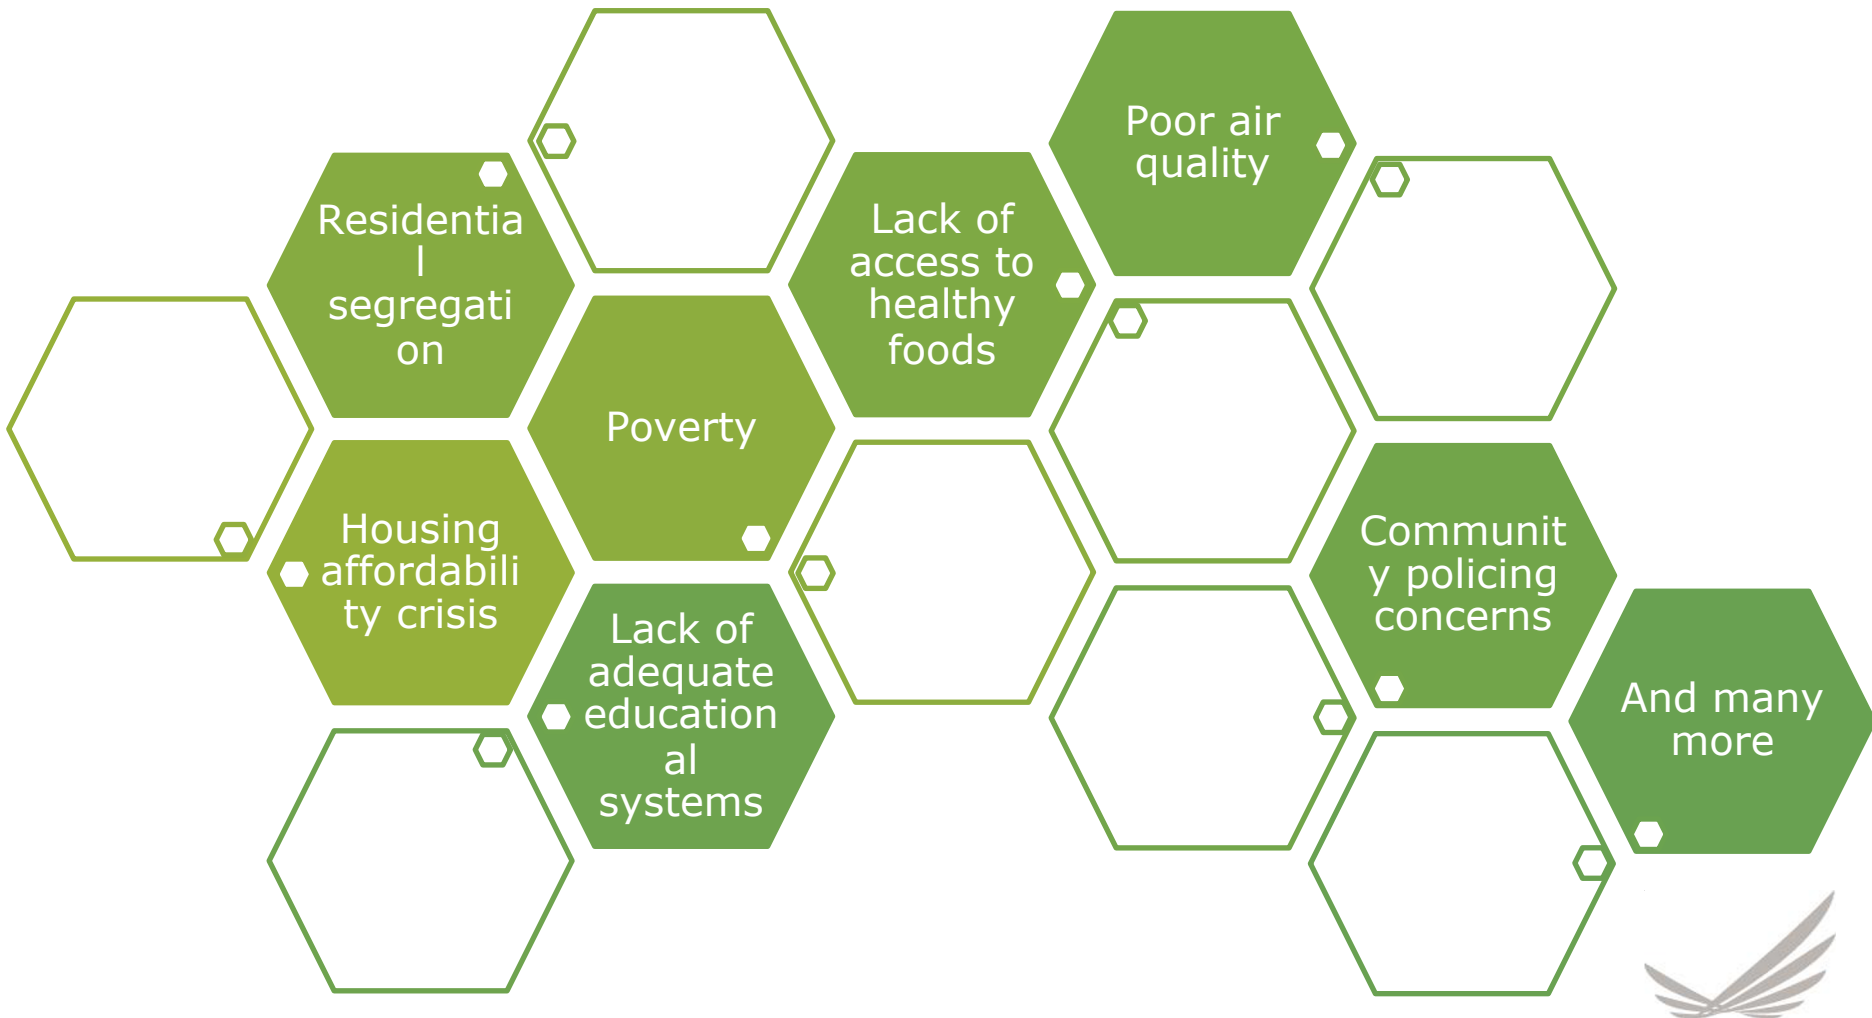 Poor air
quality
Residentia
l
segregati
on
Lack of
access to
healthy
foods
Poverty
Housing
affordabili
ty crisis
Communit
y policing
concerns
Lack of
adequate
education
al
systems
And many
more